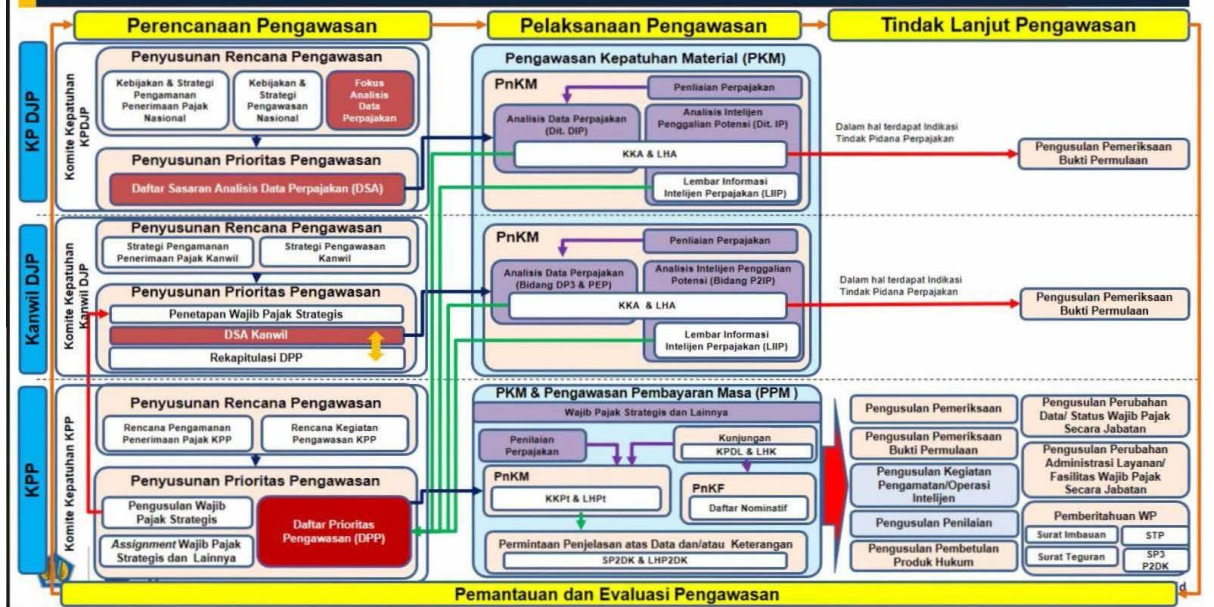 Perencanaan Pengawasan
Pelaksanaan Pengawasan
Tindak Lanjut Pengawasan
KP DJP
Komite Kepatuhan
KPDJP
Penyusunan Rencana Pengawasan
Kebijakan & Strategi
Pengamanan
Penerimaan Pajak
Nasional
Kebijakan &
Strategi
Pengawasan
Nasional
Fokus
Analisis
Data
Perpajakan
Penyusunan Prioritas Pengawasan
Daftar Sasaran Analisis Data Perpajakan (DSA)
Pengawasan Kepatuhan Material (PKM)
PnKM
Penliaian Perpajakan
Analisis Data Perpajakan
(Dit. DIP)
Analisis Intelijen
Penggalian Potensi (Dit. IP)
KKA & LHA
Lembar Informasi
Intelijen Perpajakan (LIIP)
Dalam hal terdapat Indikasi
Tindak Pidana Perpajakan
Pengusulan Pemeriksaan
Bukti Permulaan
Kanwil DJP
Komite Kepatuhan
Kanwil DJP
Penyusunan Rencana Pengawasan
Strategi Pengamanan
Penerimaan Pajak Kanwil
Strategi Pengawasan
Kanwil
Penyusunan Prioritas Pengawasan
Penetapan Wajib Pajak Strategis
DSA Kanwil
Rekapitulasi DPP
PnKM
Penliaian Perpajakan
Analisis Data Perpajakan
(Bidang DP3 & PEP)
Analisis Intelijen Penggalian
Potensi (Bidang P2IP)
KKA & LHA
Lembar Informasi
Intelijen Perpajakan (LIIP)
Dalam hal terdapat Indikasi
Tindak Pidana Perpajakan
Pengusulan Pemeriksaan
Bukti Permulaan
KPP
Komite Kepatuhan KPP
Penyusunan Rencana Pengawasan
Rencana Pengamanan
Penerimaan Pajak KPP
Rencana Kegiatan
Pengawasan KPP
Penyusunan Prioritas Pengawasan
Pengusulan Wajib
Pajak Strategis
Assignment Wajib Pajak
Strategis dan Lainnya
Daftar Prioritas
Pengawasan (DPP)
PKM & Pengawasan Pembayaran Masa (PPM )
Wajib Pajak Strategis dan Lainnya
Penilaian
Perpajakan
Kunjungan
KPDL & LHK
PnKM
KKPt & LHPt
PnKF
Daftar Nominatif
Permintaan Penjelasan atas Data dan/atau Keterangan
SP2DK & LHP2DK
Pengusulan Pemeriksaan
Pengusulan Pemeriksaan
Bukti Permulaan
Pengusulan Kegiatan
Pengamatan/Operasi
Intelijen
Pengusulan Penilaian
Pengusulan Pembetulan
Produk Hukum
Pengusulan Perubahan
Data/ Status Wajib Pajak
Secara Jabatan
Pengusulan Perubahan
Administrasi Layanan/
Fasilitas Wajib Pajak
Secara Jabatan
Pemberitahuan WP
Surat Imbauan
STP
Surat Teguran
SP3
P2DK
Pemantauan dan Evaluasi Pengawasan